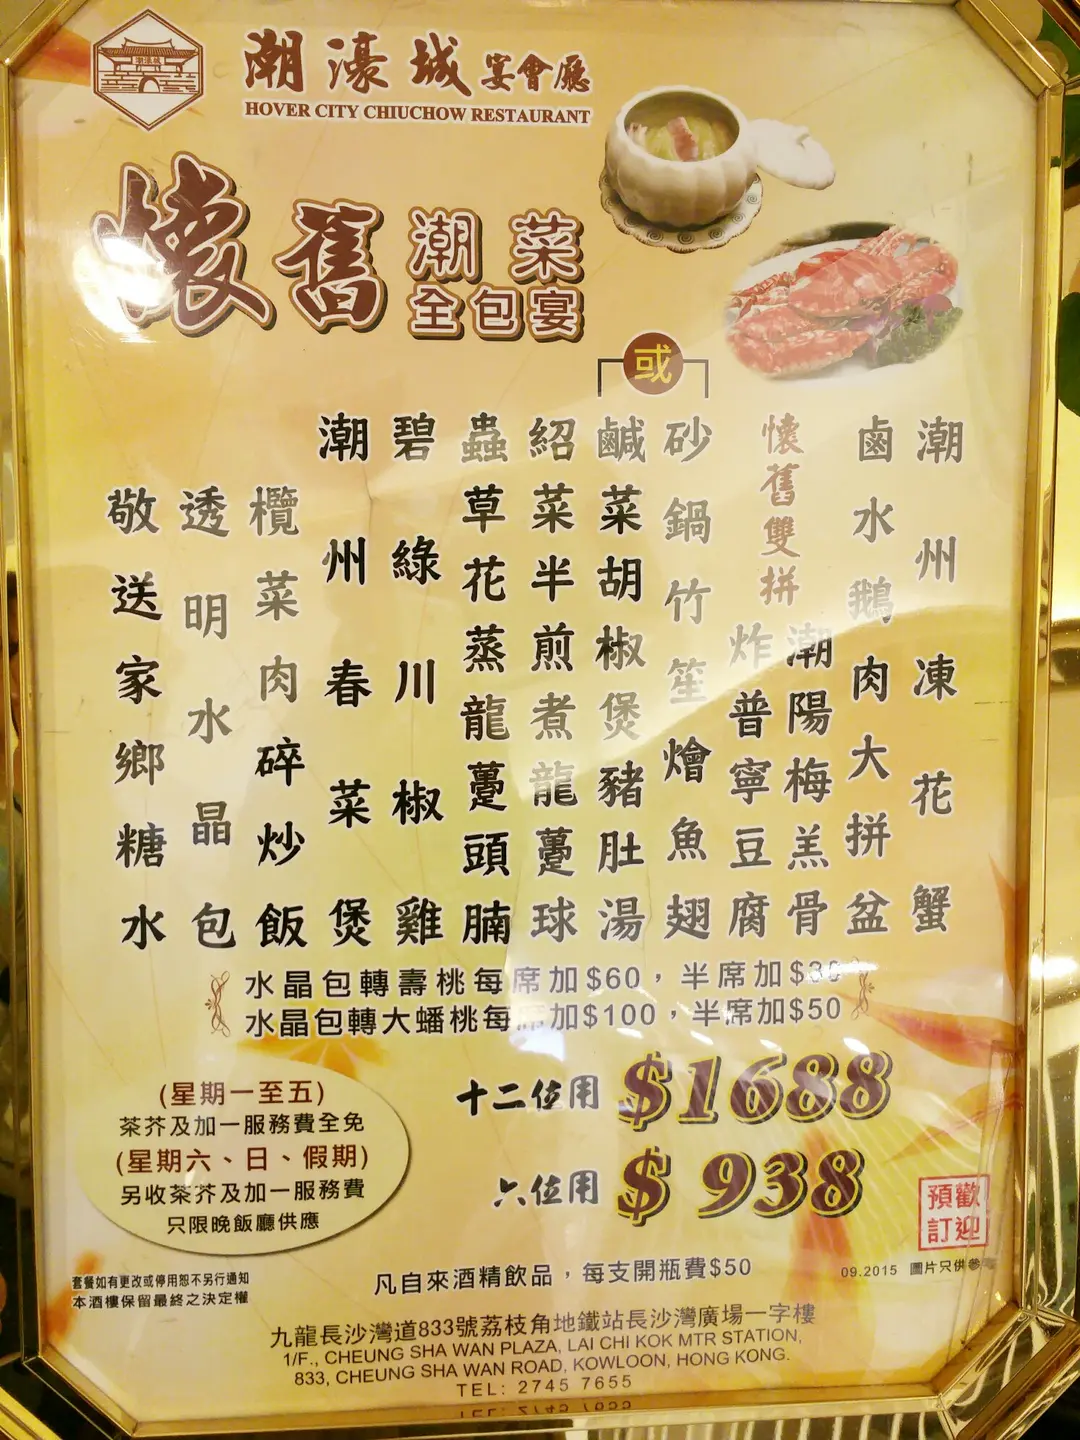 潮濠城宴會廳
HOVER CITY CHIUCHOW RESTAURANT
懷舊潮菜全包宴
潮州凍花蟹
鹵水鵝肉大拼盆
懷舊雙拼
潮陽梅羔骨
炸普寧豆腐
或
砂鍋竹笙燴魚翅
鹹菜胡椒煲豬肚湯
紹菜半煎煮龍躉球
蟲草花蒸龍躉頭腩
碧綠川椒雞
潮州春菜煲
欖菜肉碎炒飯
透明水晶包
敬送家鄉糖水
水晶包轉壽桃每席加$60，半席加$30
水晶包轉大蟠桃每席加$100，半席加$50
十二位用 $1688
六位用 $938
(星期一至五)
茶芥及加一服務費全免
(星期六、日、假期)
另收茶芥及加一服務費
只限晚飯廳供應
歡迎預訂
套餐如有更改或停用恕不另行通知
本酒樓保留最終之決定權
凡自來酒精飲品，每支開瓶費$50
09.2015 圖片只供參考
九龍長沙灣道833號荔枝角地鐵站長沙灣廣場一字樓
1/F., CHEUNG SHA WAN PLAZA, LAI CHI KOK MTR STATION,
833, CHEUNG SHA WAN ROAD, KOWLOON, HONG KONG.
TEL: 2745 7655